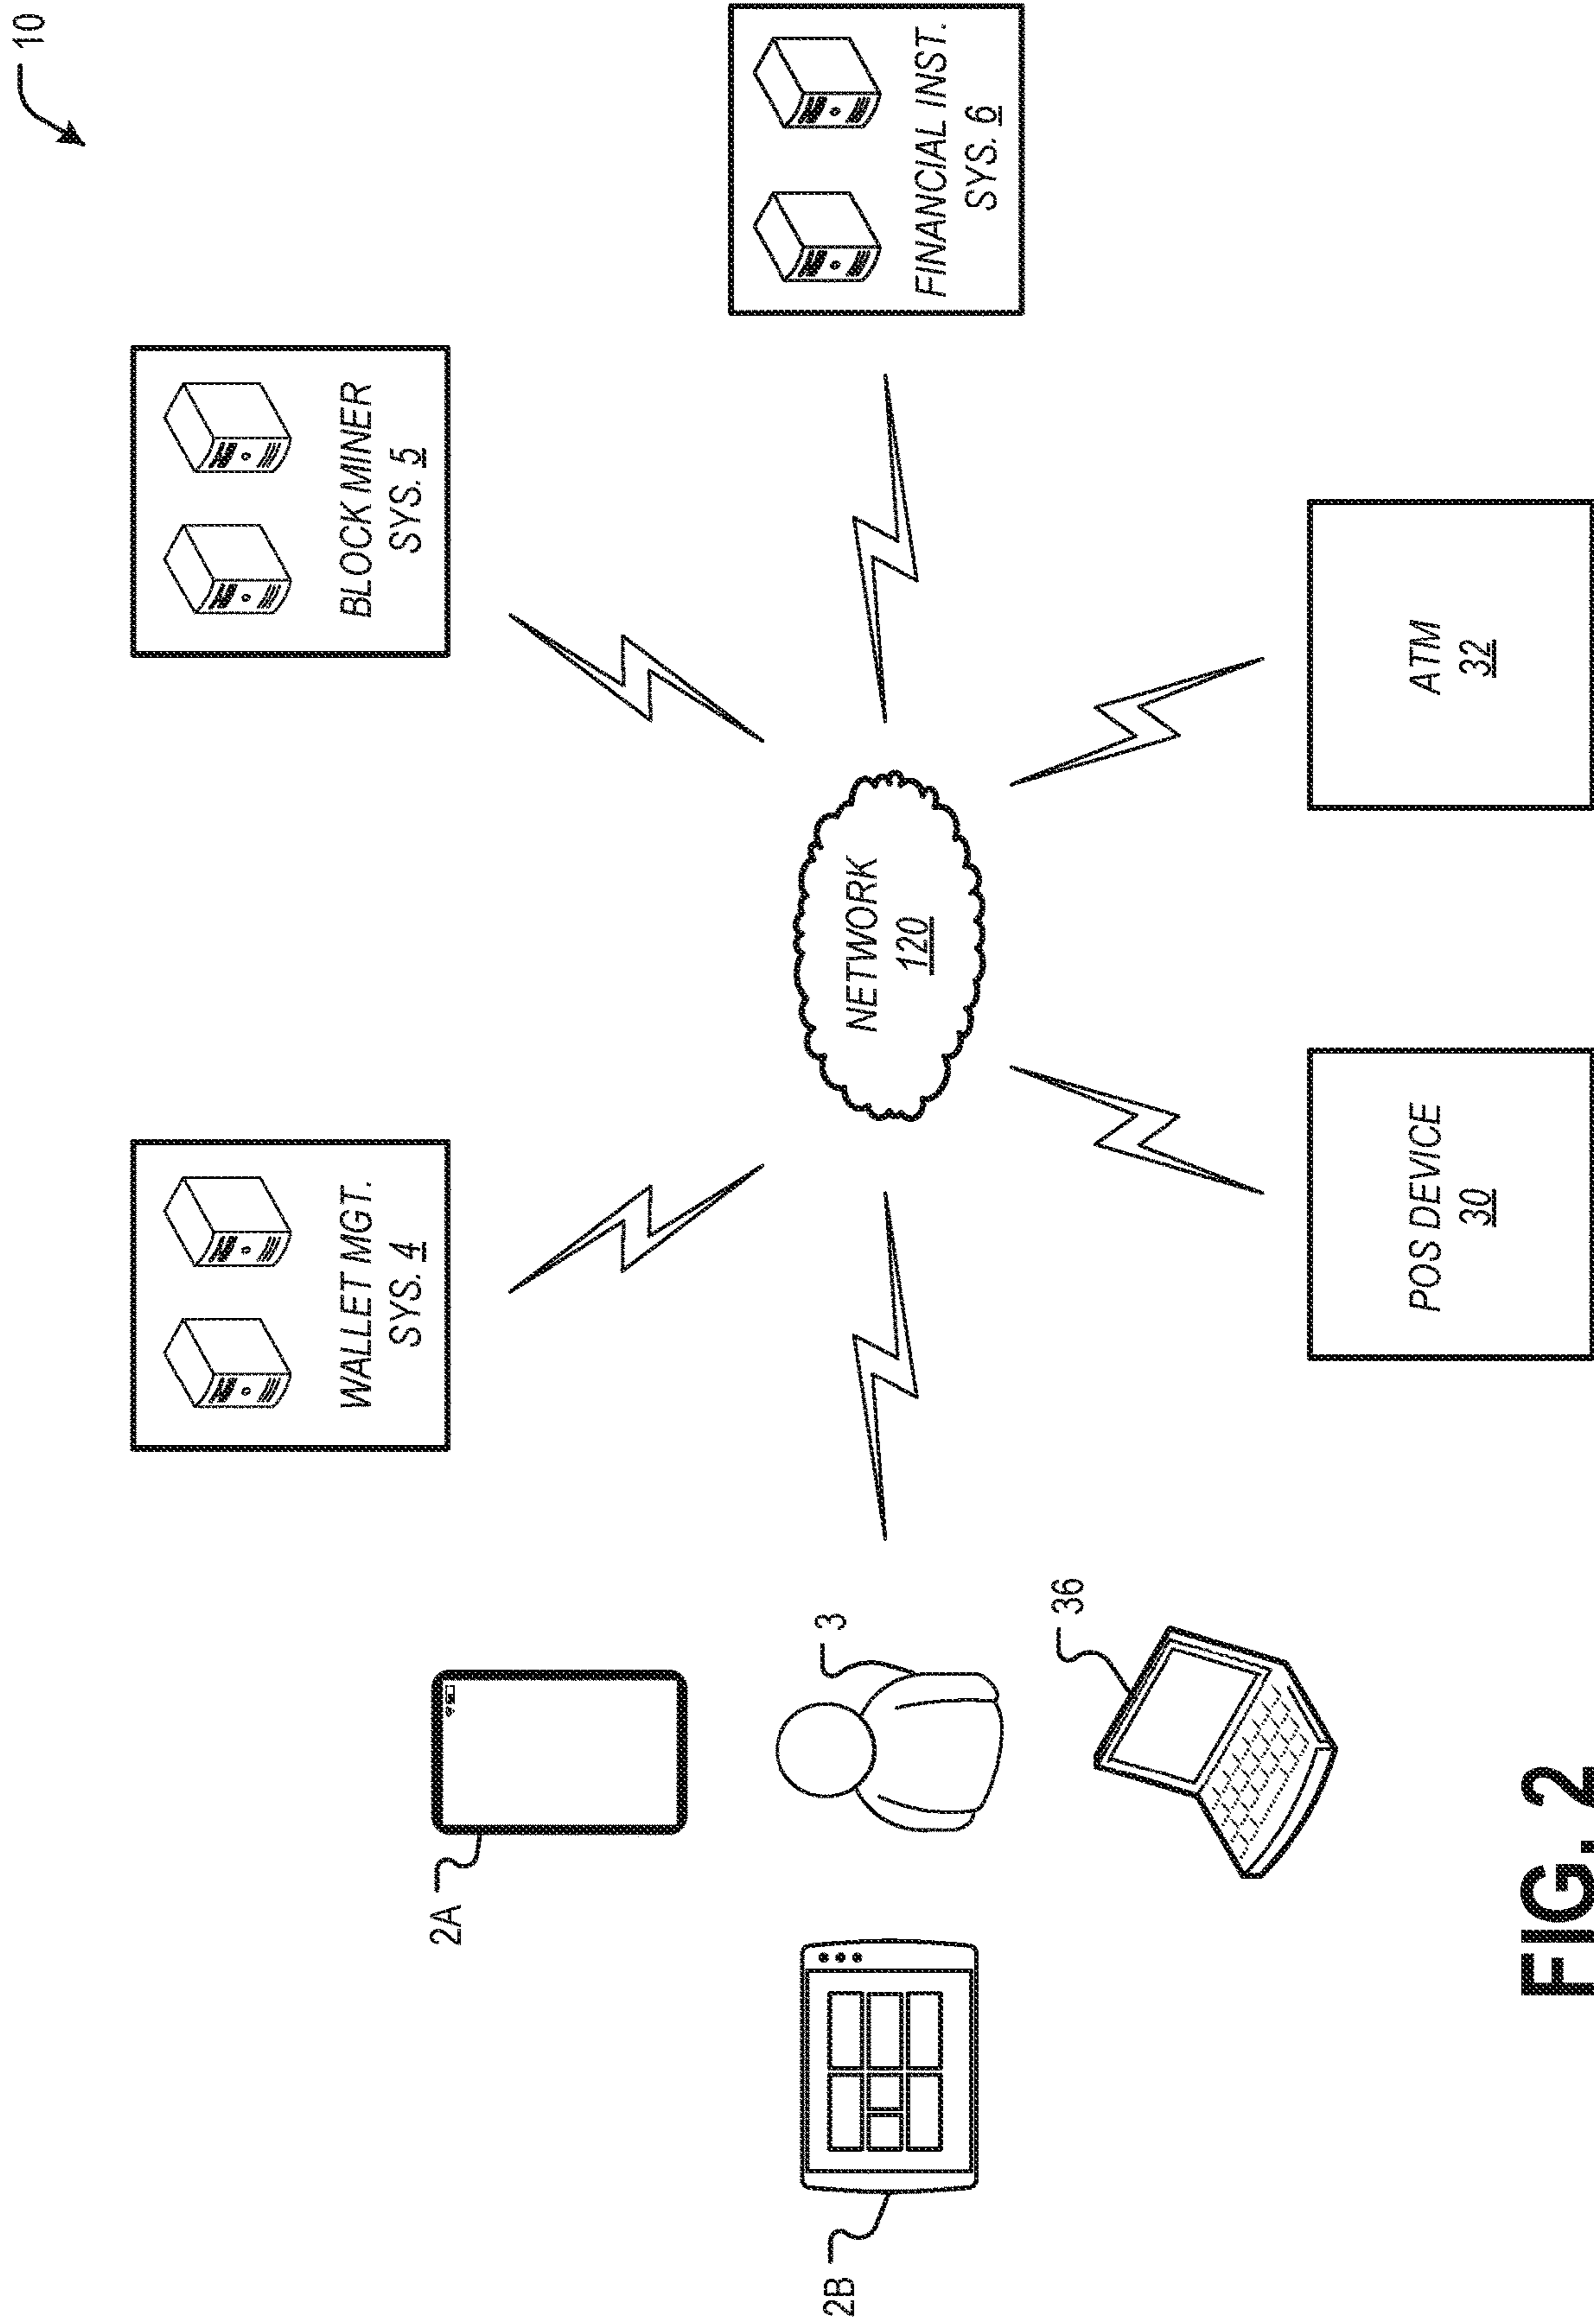 10
WALLET MGT.
SYS. 4
BLOCK MINER
SYS. 5
2A
2B
3
36
NETWORK
120
FINANCIAL INST.
SYS. 6
POS DEVICE
30
ATM
32
FIG. 2